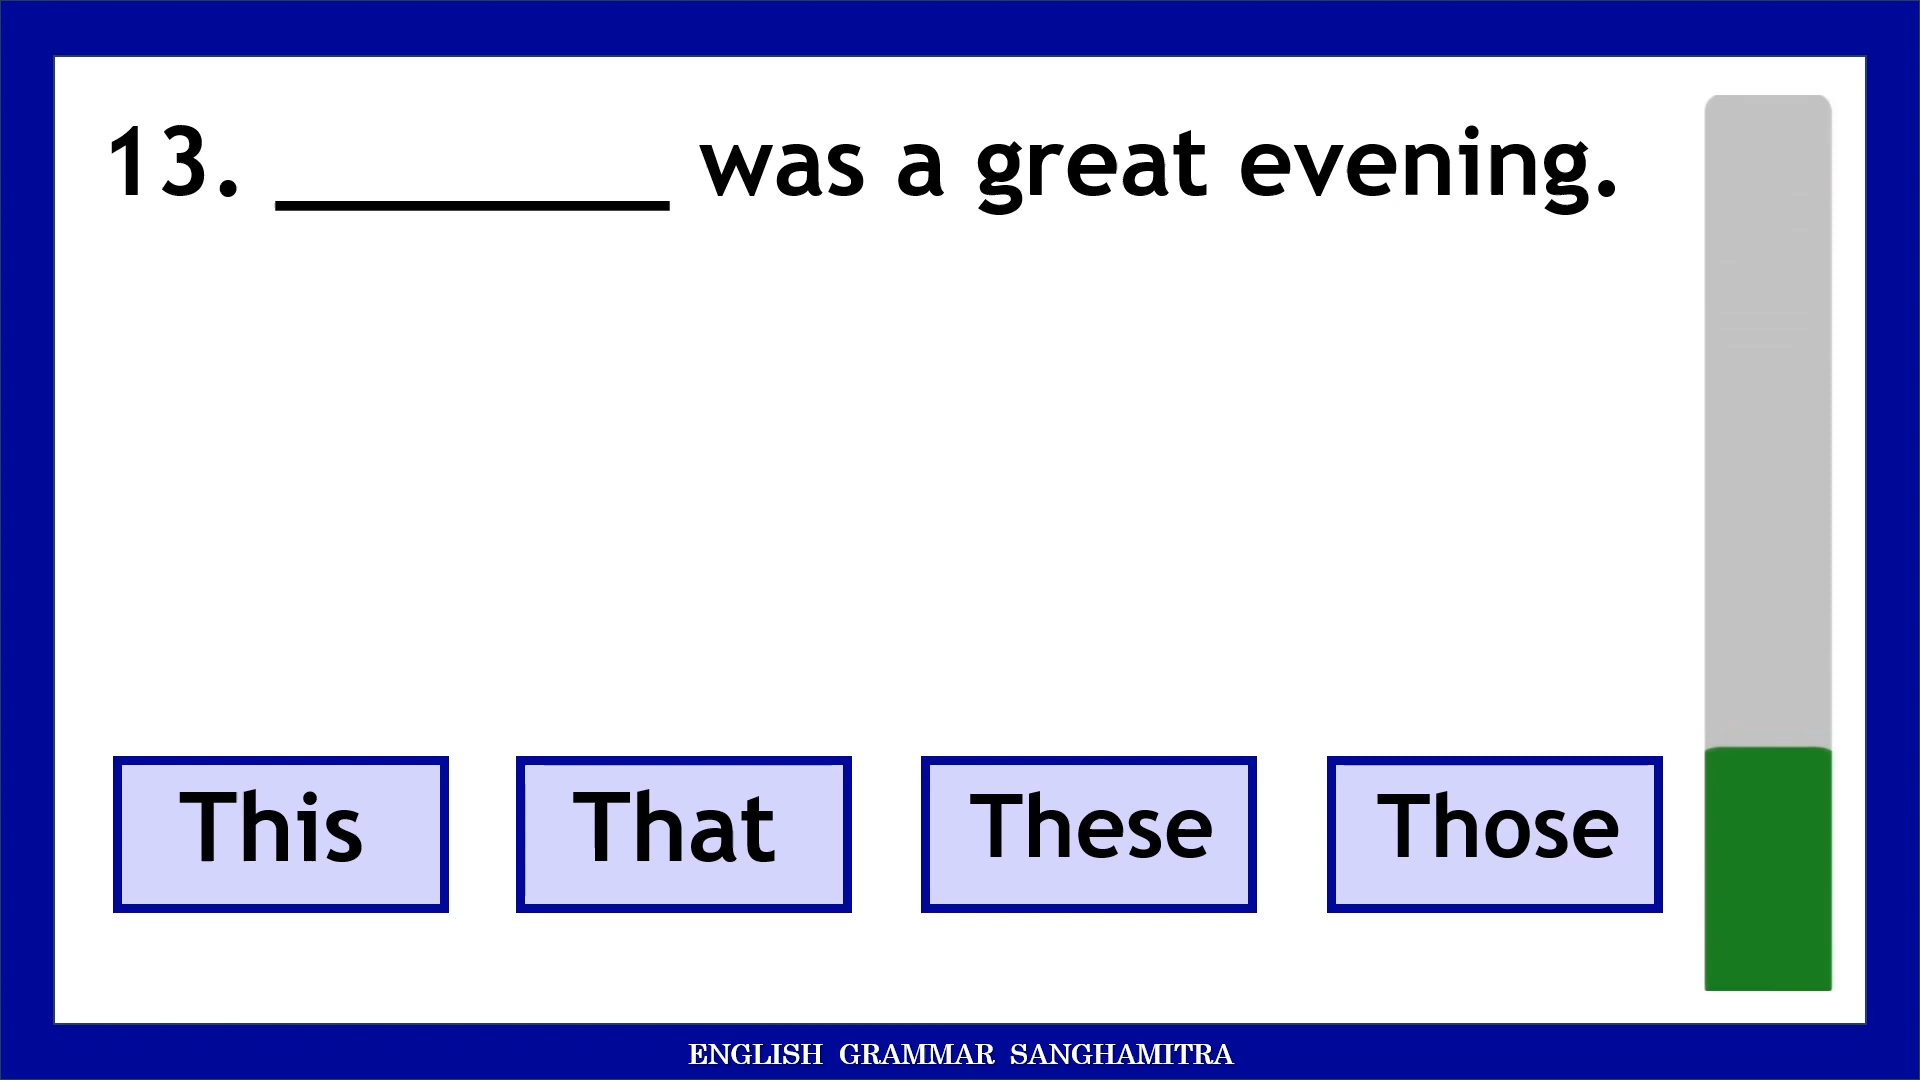 13. ________ was a great evening.
This That These Those
ENGLISH GRAMMAR SANGHAMITRA